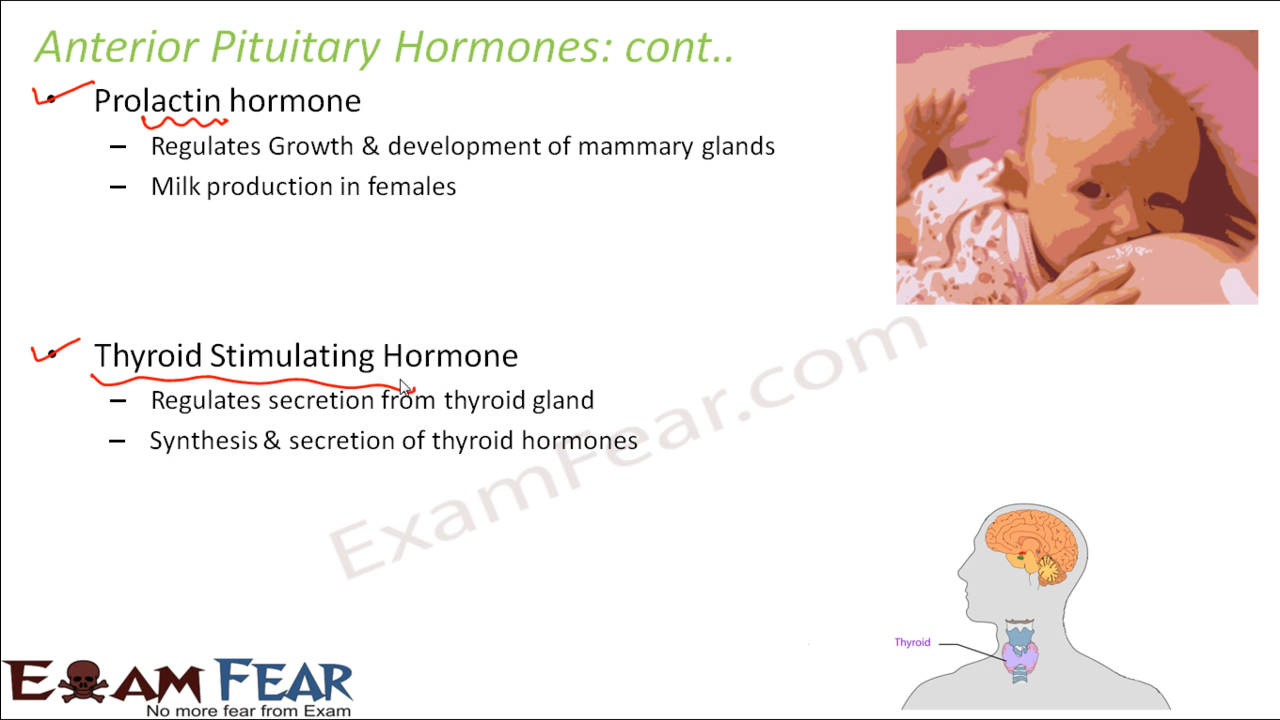 Anterior Pituitary Hormones: cont..
• Prolactin hormone
– Regulates Growth & development of mammary glands
– Milk production in females
• Thyroid Stimulating Hormone
– Regulates secretion from thyroid gland
– Synthesis & secretion of thyroid hormones
ExamFear.com
Thyroid
EXAM FEAR
No more fear from Exam